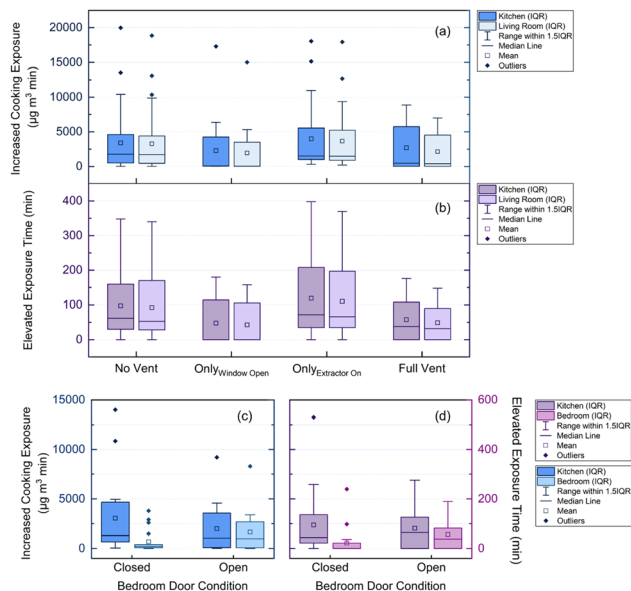 Increased Cooking Exposure
(µg m³ min)
20000
15000
10000
5000
0
(a)
Kitchen (IQR)
Living Room (IQR)
Range within 1.5IQR
Median Line
Mean
Outliers
Elevated Exposure Time (min)
400
300
200
100
0
(b)
Kitchen (IQR)
Living Room (IQR)
Range within 1.5IQR
Median Line
Mean
Outliers
No Vent
Only Window Open
Only Extractor On
Full Vent
Increased Cooking Exposure
(µg m³ min)
15000
10000
5000
0
(c)
(d)
600
400
200
0
Elevated Exposure Time (min)
Closed
Open
Closed
Open
Bedroom Door Condition
Bedroom Door Condition
Kitchen (IQR)
Bedroom (IQR)
Range within 1.5IQR
Median Line
Mean
Outliers
Kitchen (IQR)
Bedroom (IQR)
Range within 1.5IQR
Median Line
Mean
Outliers